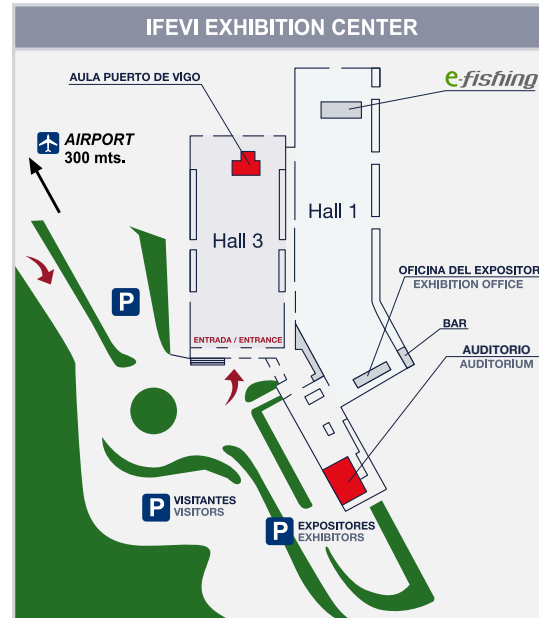 IFEVI EXHIBITION CENTER
AULA PUERTO DE VÍGO
e-fishing
AIRPORT
300 mts.
Hall 1
Hall 3
OFICINA DEL EXPOSITOR
EXHIBITION OFFICE
P
BAR
ENTRADA / ENTRANCE
AUDITORIO
AUDITORIUM
P
VISITANTES
VISITORS
P
EXPOSITORES
EXHIBITORS